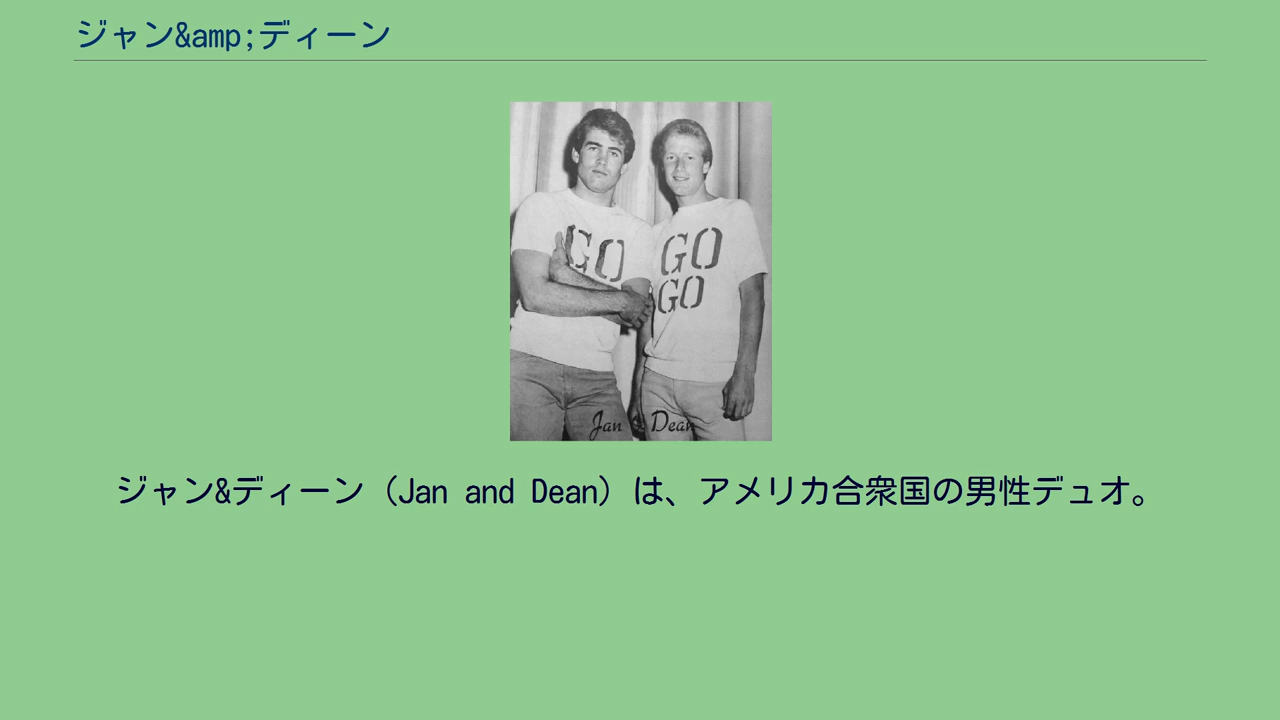 ジャン&amp;ディーン
GO
GO
GO
Jan & Dean
ジャン&ディーン（Jan and Dean）は、アメリカ合衆国の男性デュオ。